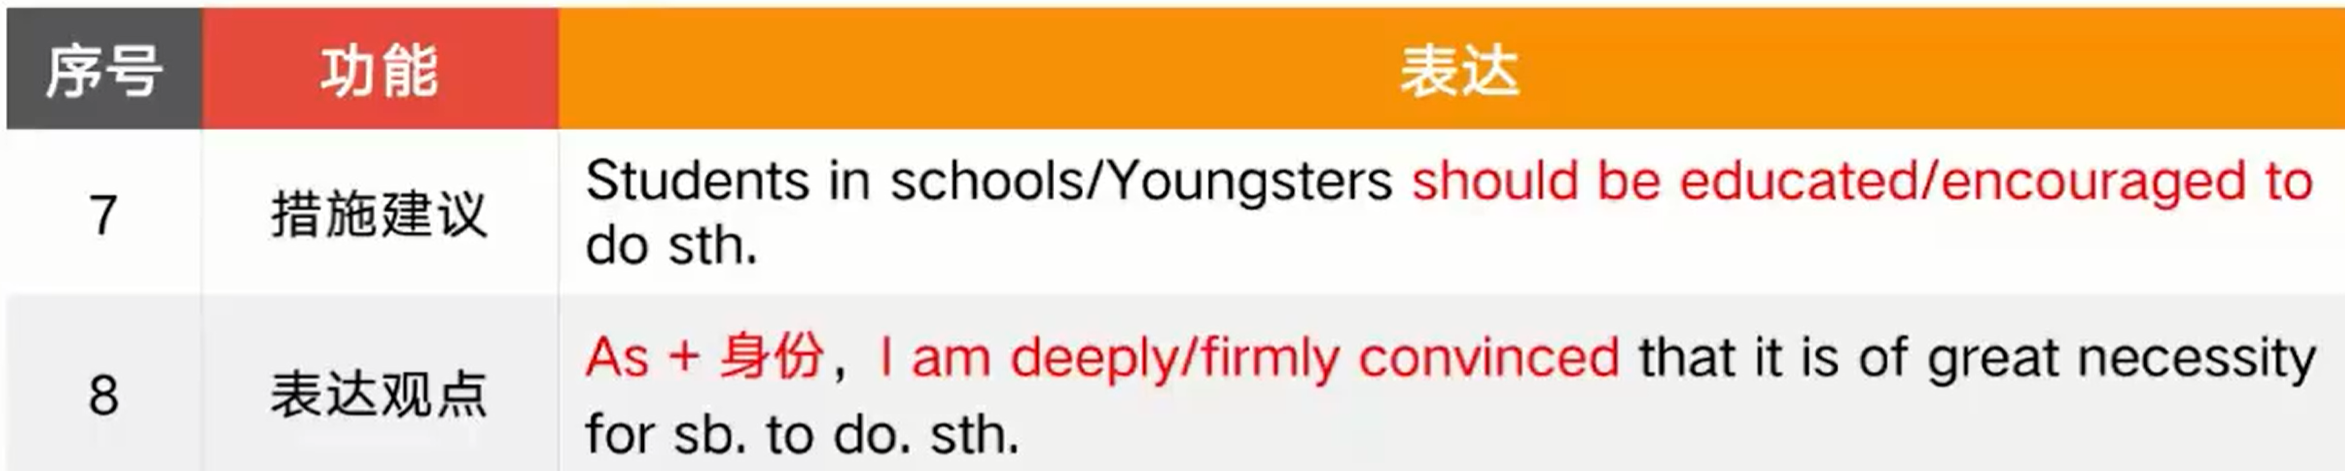 序号 功能 表达
7 措施建议 Students in schools/Youngsters should be educated/encouraged to
do sth.
8 表达观点 As + 身份，I am deeply/firmly convinced that it is of great necessity
for sb. to do. sth.